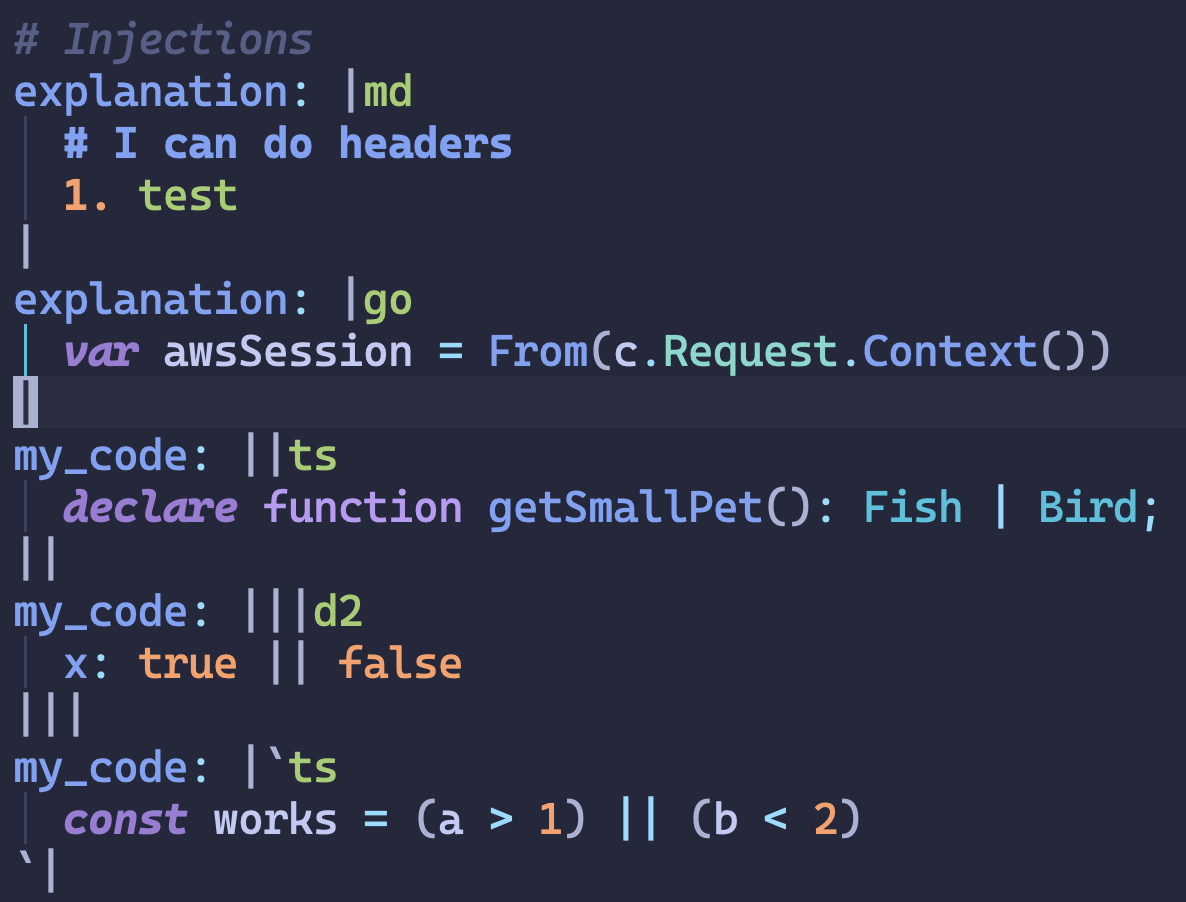 # Injections
explanation: |md
  # I can do headers
  1. test
|
explanation: |go
  var awsSession = From(c.Request.Context())
|
my_code: ||ts
  declare function getSmallPet(): Fish | Bird;
||
my_code: |||d2
  x: true || false
|||
my_code: |`ts
  const works = (a > 1) || (b < 2)
`|